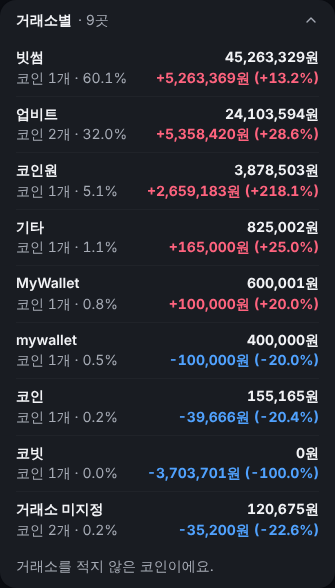 거래소별 · 9곳
빗썸 45,263,329원
코인 1개 · 60.1% +5,263,369원 (+13.2%)
업비트 24,103,594원
코인 2개 · 32.0% +5,358,420원 (+28.6%)
코인원 3,878,503원
코인 1개 · 5.1% +2,659,183원 (+218.1%)
기타 825,002원
코인 1개 · 1.1% +165,000원 (+25.0%)
MyWallet 600,001원
코인 1개 · 0.8% +100,000원 (+20.0%)
mywallet 400,000원
코인 1개 · 0.5% -100,000원 (-20.0%)
코인 155,165원
코인 1개 · 0.2% -39,666원 (-20.4%)
코빗 0원
코인 1개 · 0.0% -3,703,701원 (-100.0%)
거래소 미지정 120,675원
코인 2개 · 0.2% -35,200원 (-22.6%)
거래소를 적지 않은 코인이에요.